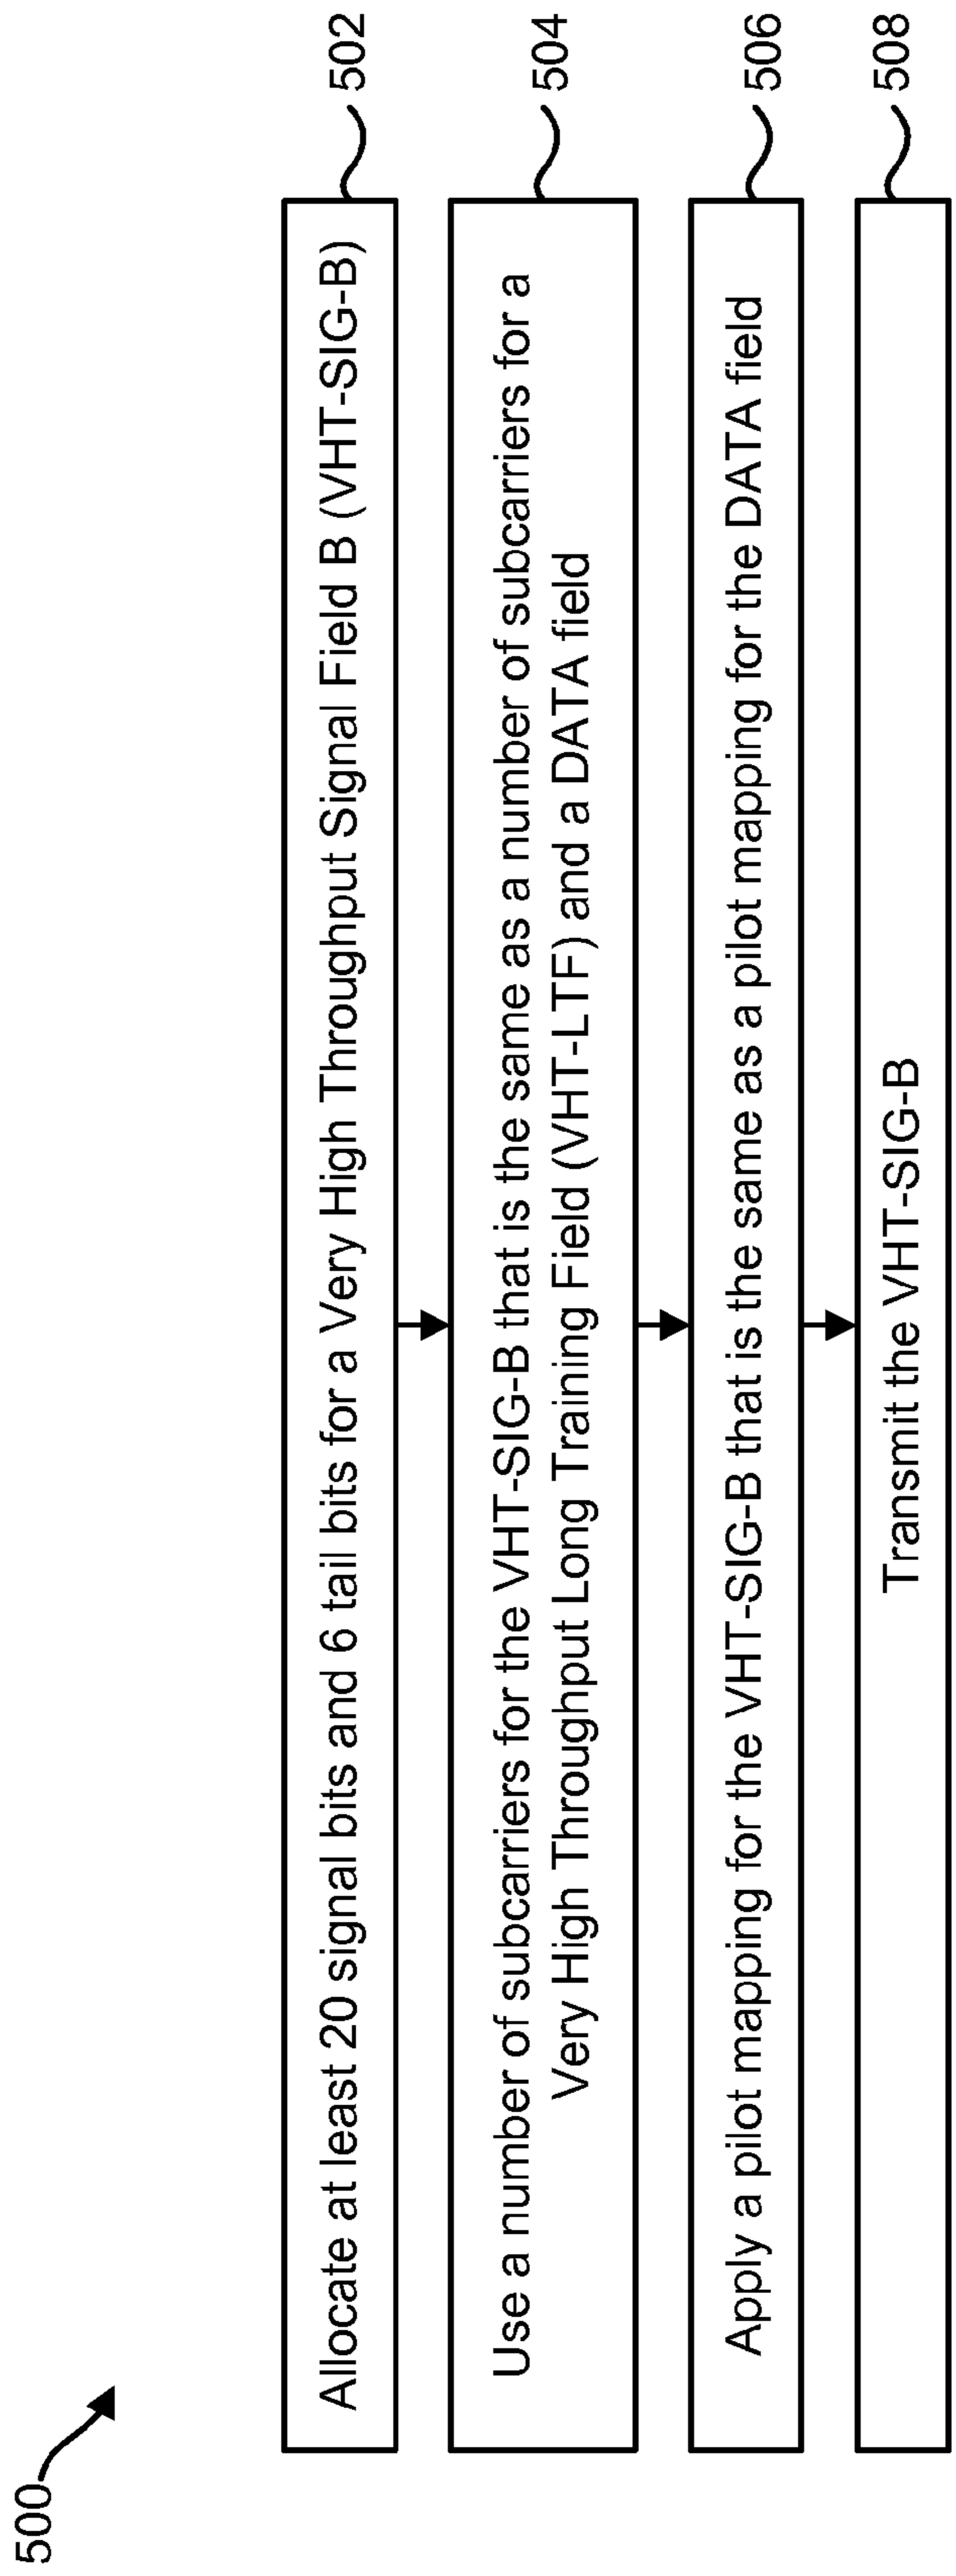 500
Allocate at least 20 signal bits and 6 tail bits for a Very High Throughput Signal Field B (VHT-SIG-B)
502
Use a number of subcarriers for the VHT-SIG-B that is the same as a number of subcarriers for a
Very High Throughput Long Training Field (VHT-LTF) and a DATA field
504
Apply a pilot mapping for the VHT-SIG-B that is the same as a pilot mapping for the DATA field
506
Transmit the VHT-SIG-B
508